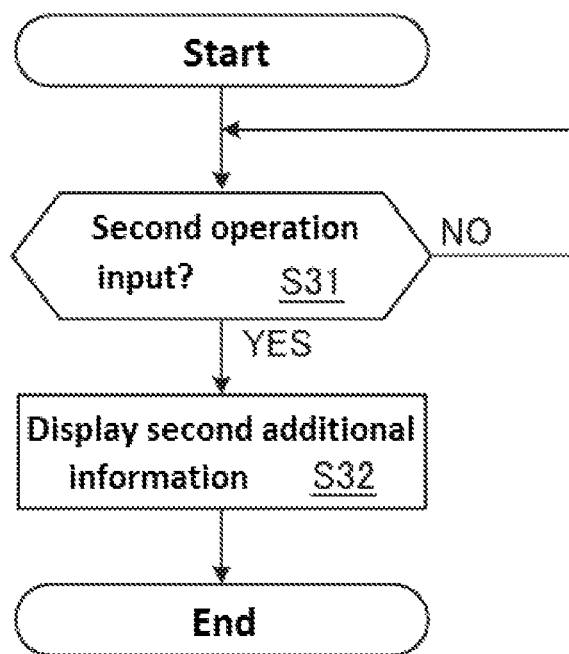 Start
Second operation
input? S31
NO
YES
Display second additional
information S32
End